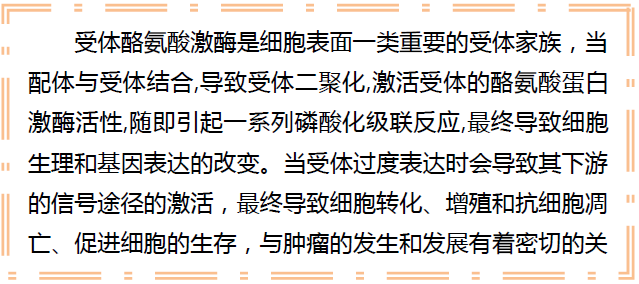 受体酪氨酸激酶是细胞表面一类重要的受体家族，当
配体与受体结合,导致受体二聚化,激活受体的酪氨酸蛋白
激酶活性,随即引起一系列磷酸化级联反应,最终导致细胞
生理和基因表达的改变。当受体过度表达时会导致其下游
的信号途径的激活，最终导致细胞转化、增殖和抗细胞凋
亡、促进细胞的生存，与肿瘤的发生和发展有着密切的关